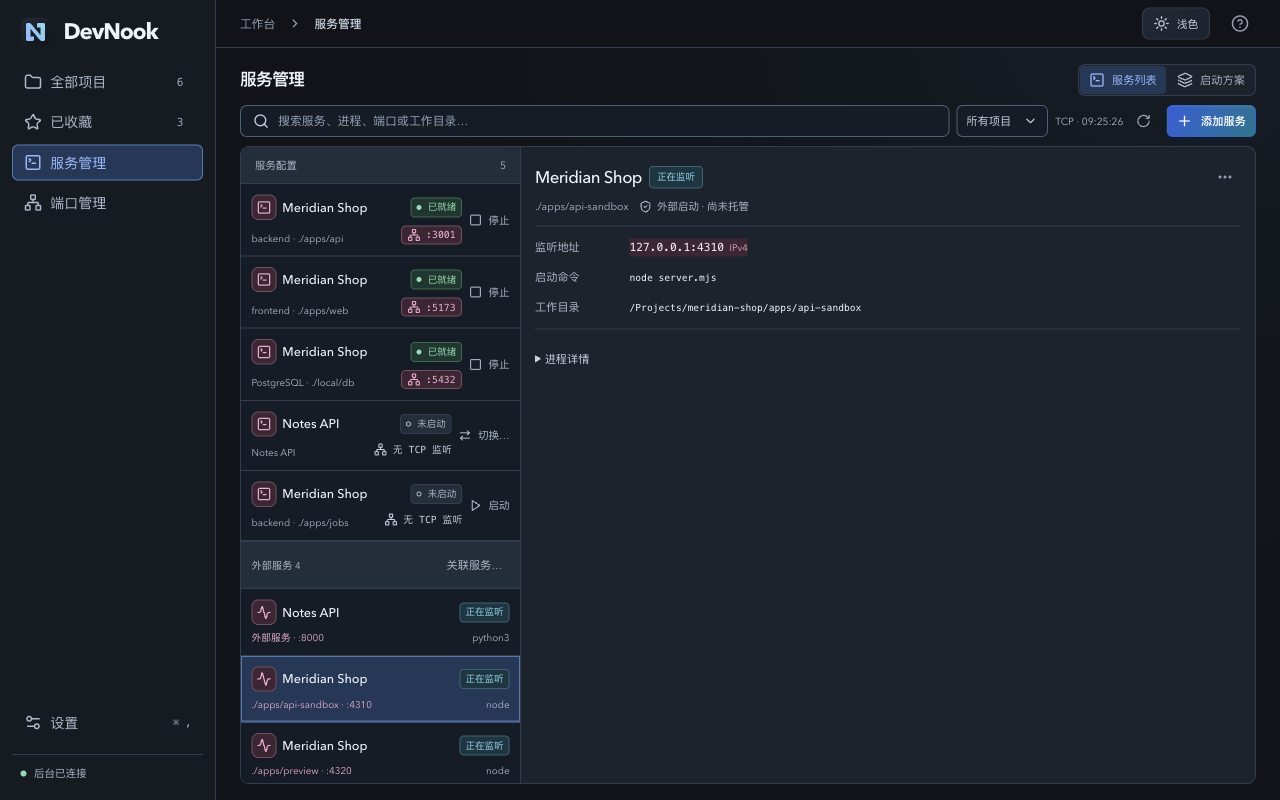 DevNook
全部项目 6
已收藏 3
服务管理
端口管理
设置 ⌘ ,
后台已连接
工作台 > 服务管理
浅色
服务管理
服务列表
启动方案
搜索服务、进程、端口或工作目录...
所有项目
TCP · 09:25:26
添加服务
服务配置 5
Meridian Shop 已就绪
backend · ./apps/api :3001 停止
Meridian Shop 已就绪
frontend · ./apps/web :5173 停止
Meridian Shop 已就绪
PostgreSQL · ./local/db :5432 停止
Notes API 未启动
Notes API 无 TCP 监听 切换...
Meridian Shop 未启动
backend · ./apps/jobs 无 TCP 监听 启动
外部服务 4 关联服务...
Notes API 正在监听
外部服务 · :8000 python3
Meridian Shop 正在监听
./apps/api-sandbox · :4310 node
Meridian Shop 正在监听
./apps/preview · :4320 node
Meridian Shop 正在监听
./apps/api-sandbox 外部启动 · 尚未托管
监听地址 127.0.0.1:4310 IPv4
启动命令 node server.mjs
工作目录 /Projects/meridian-shop/apps/api-sandbox
进程详情